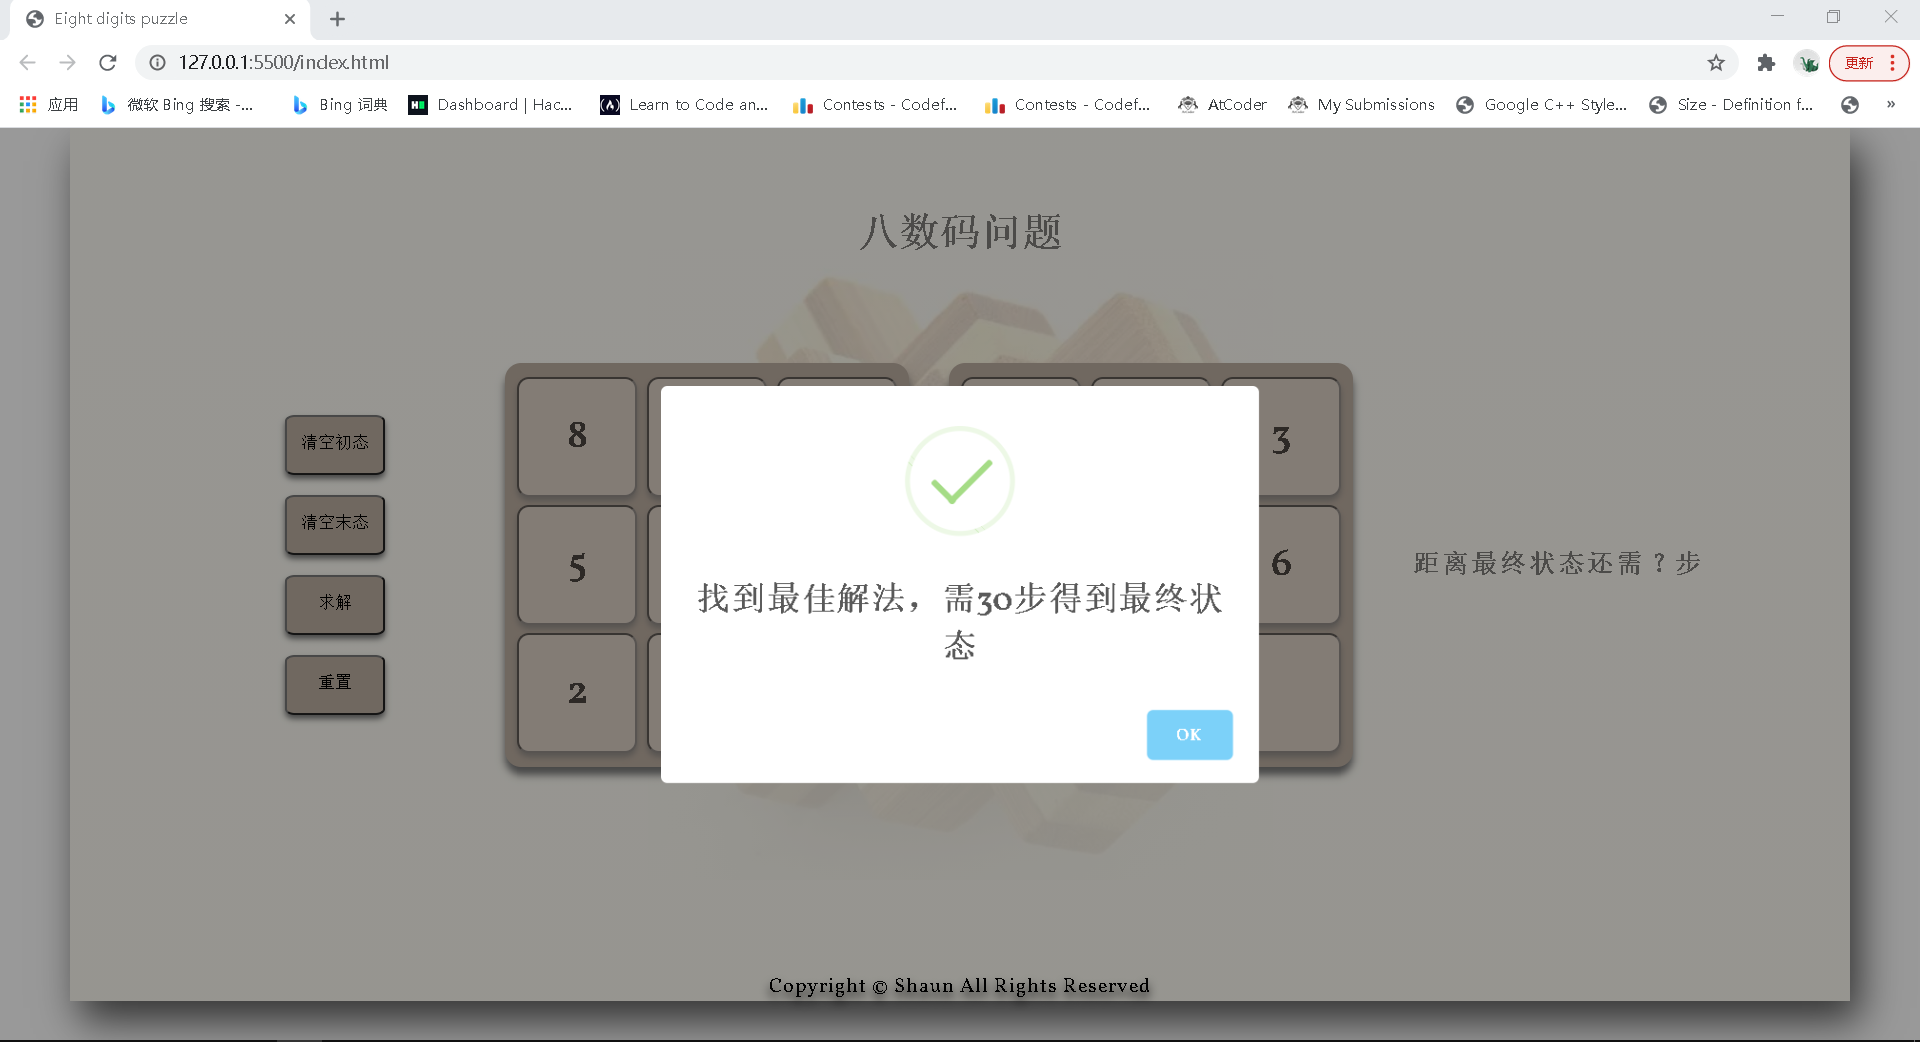 Eight digits puzzle
127.0.0.1:5500/index.html
更新
应用
微软 Bing 搜索 -...
Bing 词典
Dashboard | Hac...
Learn to Code an...
Contests - Codef...
Contests - Codef...
AtCoder
My Submissions
Google C++ Style...
Size - Definition f...
»
八数码问题
清空初态
清空末态
求解
重置
8
5
2
3
6
找到最佳解法，需30步得到最终状
态
OK
距离最终状态还需？步
Copyright © Shaun All Rights Reserved